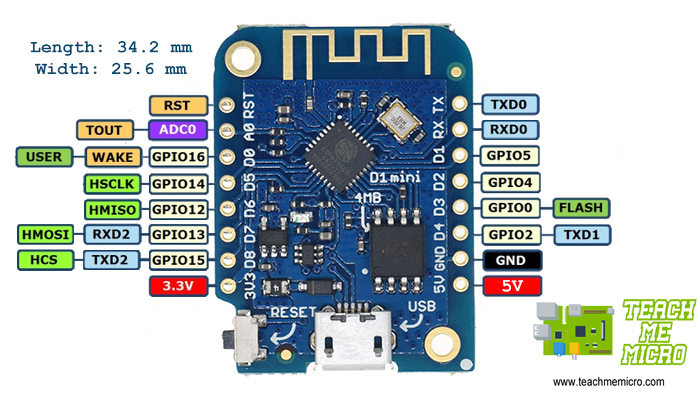 Length: 34.2 mm
Width: 25.6 mm
RST RST TX TXD0
TOUT ADC0 A0 RX RXD0
USER WAKE GPIO16 D0 D1 GPIO5
HSCLK GPIO14 D5 D2 GPIO4
HMISO GPIO12 D6 D3 GPIO0 FLASH
HMOSI RXD2 GPIO13 D7 D4 GPIO2 TXD1
HCS TXD2 GPIO15 D8 GND GND
3.3V 3V3 5V 5V
D1 mini
4MB
RESET
USB
TEACH
ME
MICRO
www.teachmemicro.com